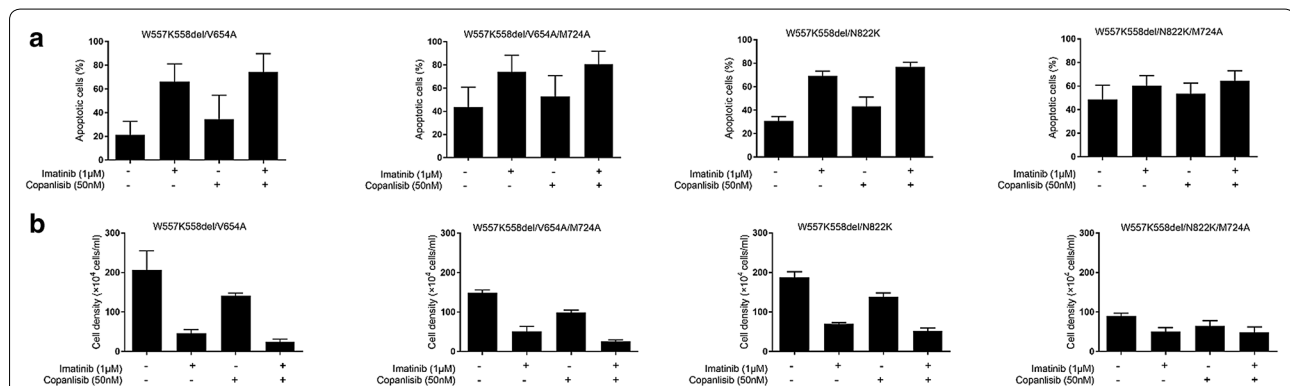 a
W557K558del/V654A
Apoptotic cells (%)
100
80
60
40
20
0
Imatinib (1μM) - + - +
Copanlisib (50nM) - - + +
W557K558del/V654A/M724A
Apoptotic cells (%)
100
80
60
40
20
0
Imatinib (1μM) - + - +
Copanlisib (50nM) - - + +
W557K558del/N822K
Apoptotic cells (%)
100
80
60
40
20
0
Imatinib (1μM) - + - +
Copanlisib (50nM) - - + +
W557K558del/N822K/M724A
Apoptotic cells (%)
100
80
60
40
20
0
Imatinib (1μM) - + - +
Copanlisib (50nM) - - + +
b
W557K558del/V654A
Cell density (×10⁴ cells/ml)
300
200
100
0
Imatinib (1μM) - + - +
Copanlisib (50nM) - - + +
W557K558del/V654A/M724A
Cell density (×10⁴ cells/ml)
300
200
100
0
Imatinib (1μM) - + - +
Copanlisib (50nM) - - + +
W557K558del/N822K
Cell density (×10⁴ cells/ml)
300
200
100
0
Imatinib (1μM) - + - +
Copanlisib (50nM) - - + +
W557K558del/N822K/M724A
Cell density (×10⁴ cells/ml)
300
200
100
0
Imatinib (1μM) - + - +
Copanlisib (50nM) - - + +